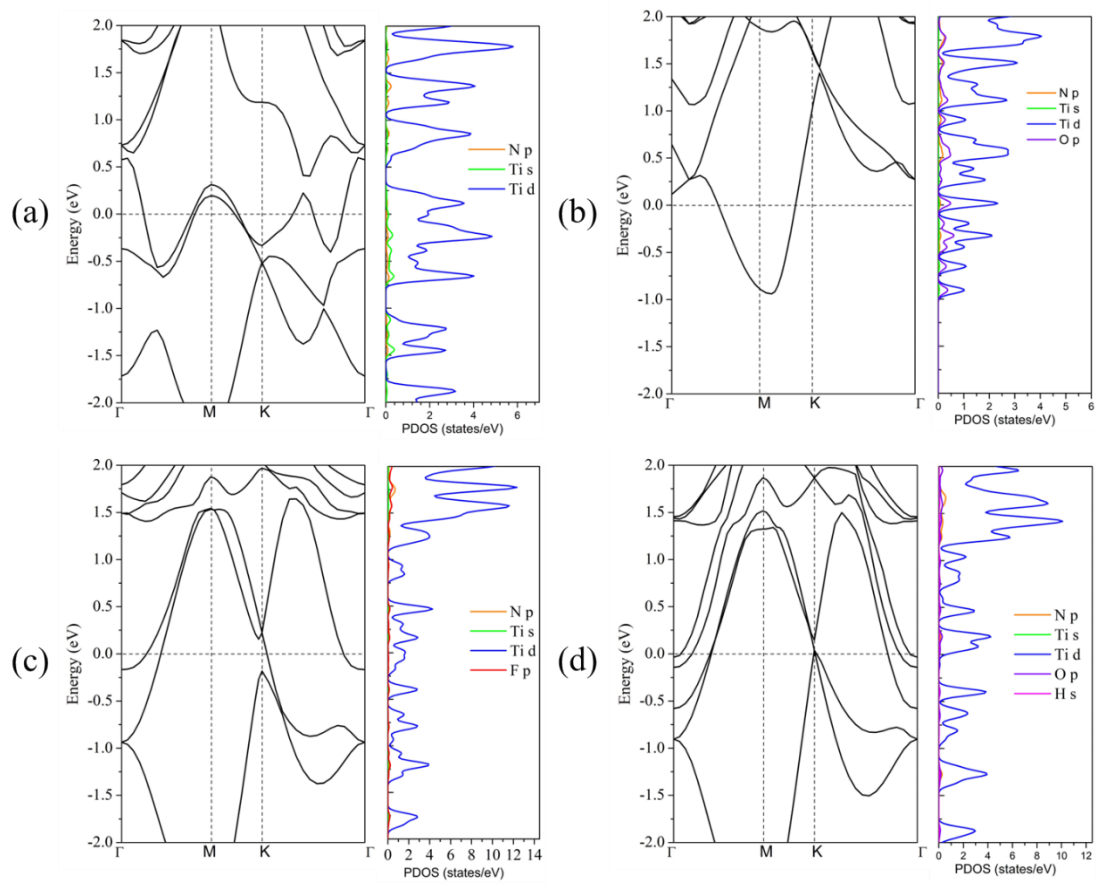 (a)
Energy (eV)
2.0
1.5
1.0
0.5
0.0
-0.5
-1.0
-1.5
-2.0
Γ M K Γ
N p
Ti s
Ti d
0 2 4 6
PDOS (states/eV)
(b)
Energy (eV)
2.0
1.5
1.0
0.5
0.0
-0.5
-1.0
-1.5
-2.0
Γ M K Γ
N p
Ti s
Ti d
O p
0 1 2 3 4 5 6
PDOS (states/eV)
(c)
Energy (eV)
2.0
1.5
1.0
0.5
0.0
-0.5
-1.0
-1.5
-2.0
Γ M K Γ
N p
Ti s
Ti d
F p
0 2 4 6 8 10 12 14
PDOS (states/eV)
(d)
Energy (eV)
2.0
1.5
1.0
0.5
0.0
-0.5
-1.0
-1.5
-2.0
Γ M K Γ
N p
Ti s
Ti d
O p
H s
0 2 4 6 8 10 12
PDOS (states/eV)